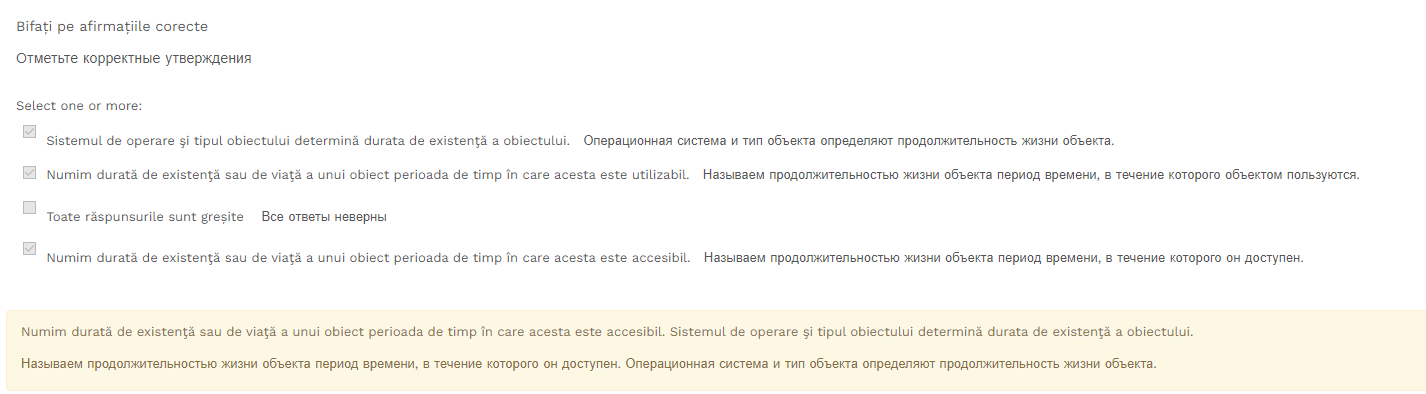 Bifați pe afirmațiile corecte
Отметьте корректные утверждения
Select one or more:
Sistemul de operare şi tipul obiectului determină durata de existenţă a obiectului. Операционная система и тип объекта определяют продолжительность жизни объекта.
Numim durată de existenţă sau de viaţă a unui obiect perioada de timp în care acesta este utilizabil. Называем продолжительностью жизни объекта период времени, в течение которого объектом пользуются.
Toate răspunsurile sunt greșite Все ответы неверны
Numim durată de existenţă sau de viaţă a unui obiect perioada de timp în care acesta este accesibil. Называем продолжительностью жизни объекта период времени, в течение которого он доступен.
Numim durată de existenţă sau de viaţă a unui obiect perioada de timp în care acesta este accesibil. Sistemul de operare şi tipul obiectului determină durata de existenţă a obiectului.
Называем продолжительностью жизни объекта период времени, в течение которого он доступен. Операционная система и тип объекта определяют продолжительность жизни объекта.